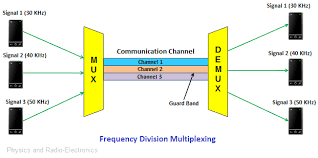 Signal 1 (30 KHz)
Signal 2 (40 KHz)
Signal 3 (50 KHz)
MUX
Communication Channel
Channel 1
Channel 2
Channel 3
Guard Band
DEMUX
Signal 1 (30 KHz)
Signal 2 (40 KHz)
Signal 3 (50 KHz)
Frequency Division Multiplexing
Physics and Radio-Electronics